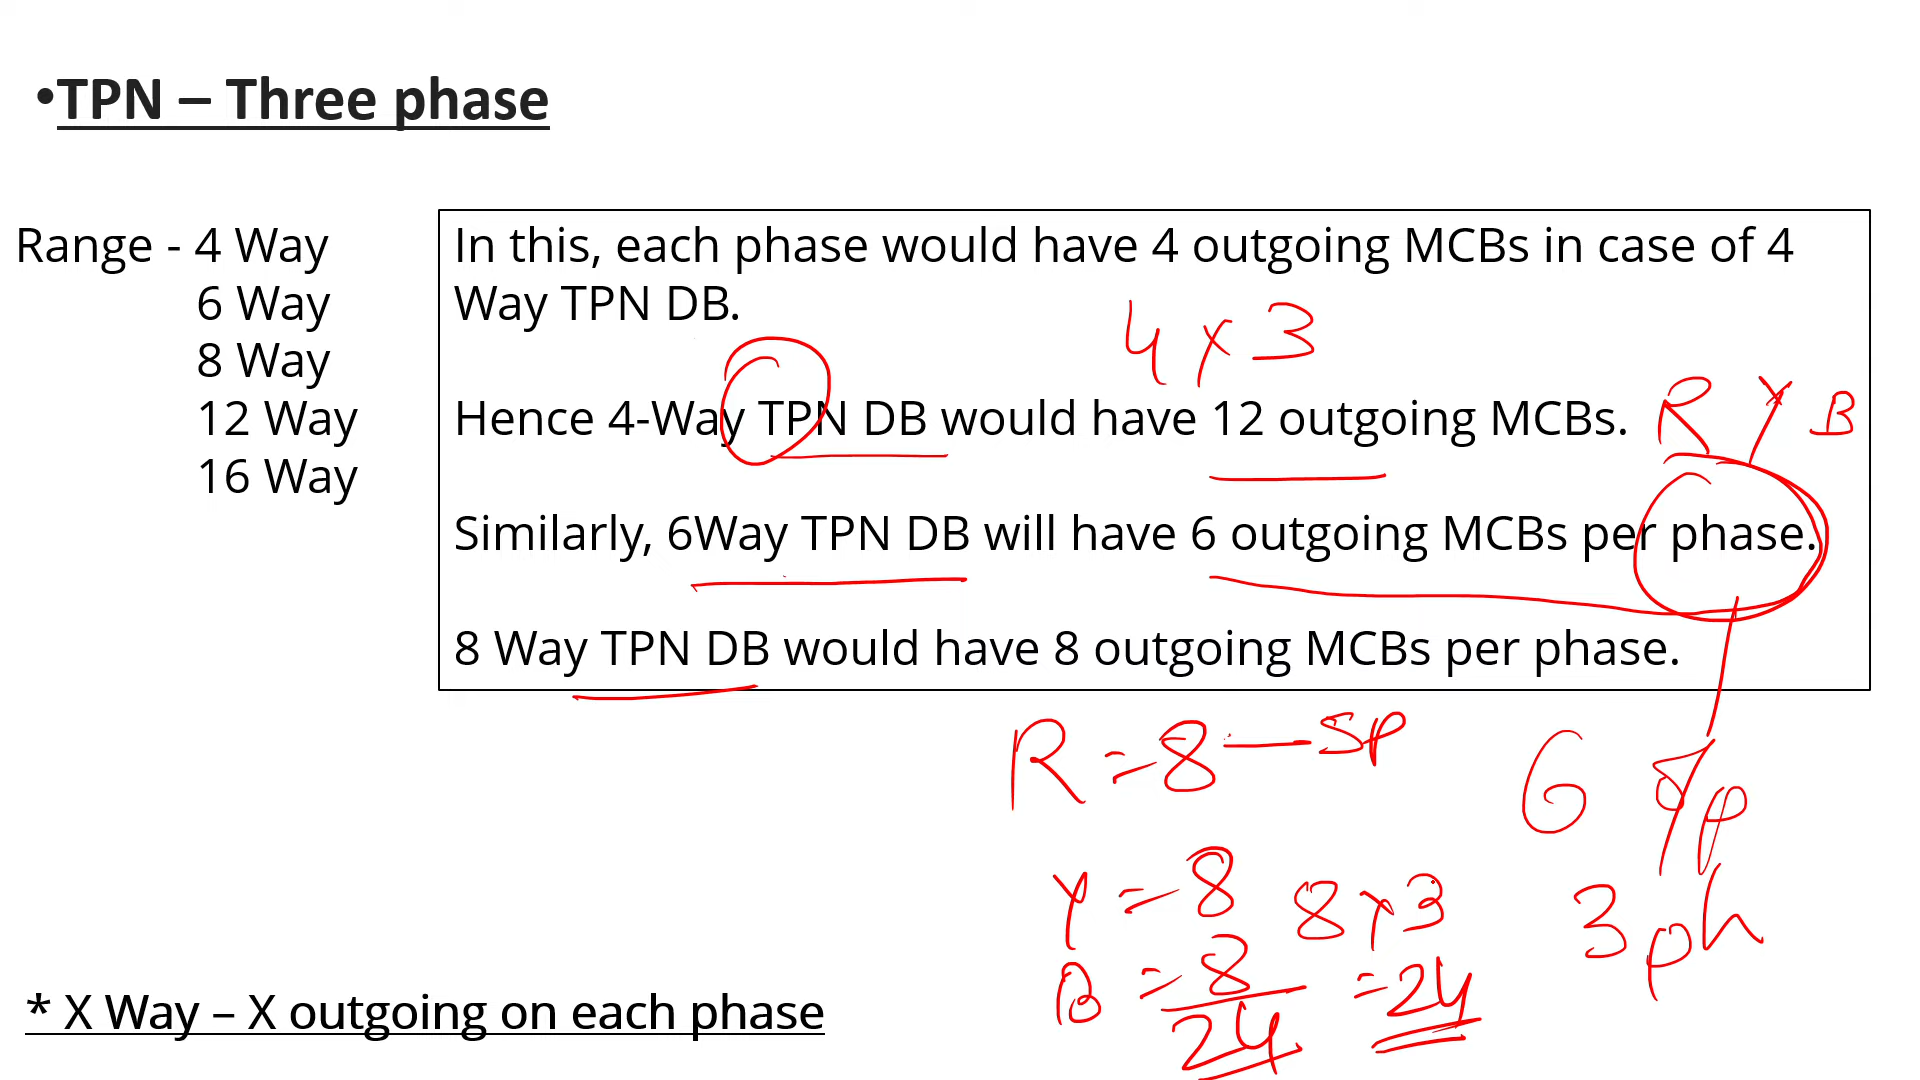 •TPN – Three phase
Range - 4 Way
6 Way
8 Way
12 Way
16 Way
In this, each phase would have 4 outgoing MCBs in case of 4
Way TPN DB.
4 x 3
Hence 4-Way TPN DB would have 12 outgoing MCBs.
R Y B
Similarly, 6Way TPN DB will have 6 outgoing MCBs per phase.
8 Way TPN DB would have 8 outgoing MCBs per phase.
R = 8 — SP
6 SP
Y = 8
8 x 3
3 ph
B = 8
= 24
24
* X Way – X outgoing on each phase